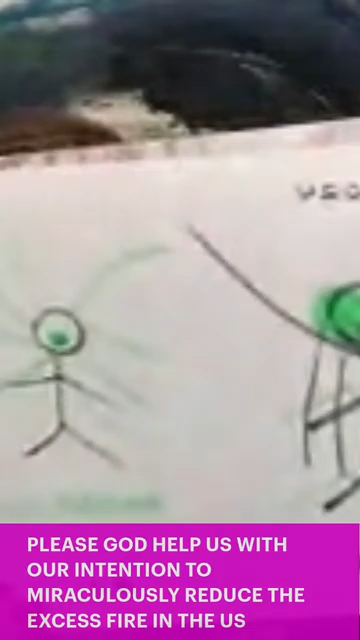 PLEASE GOD HELP US WITH
OUR INTENTION TO
MIRACULOUSLY REDUCE THE
EXCESS FIRE IN THE US